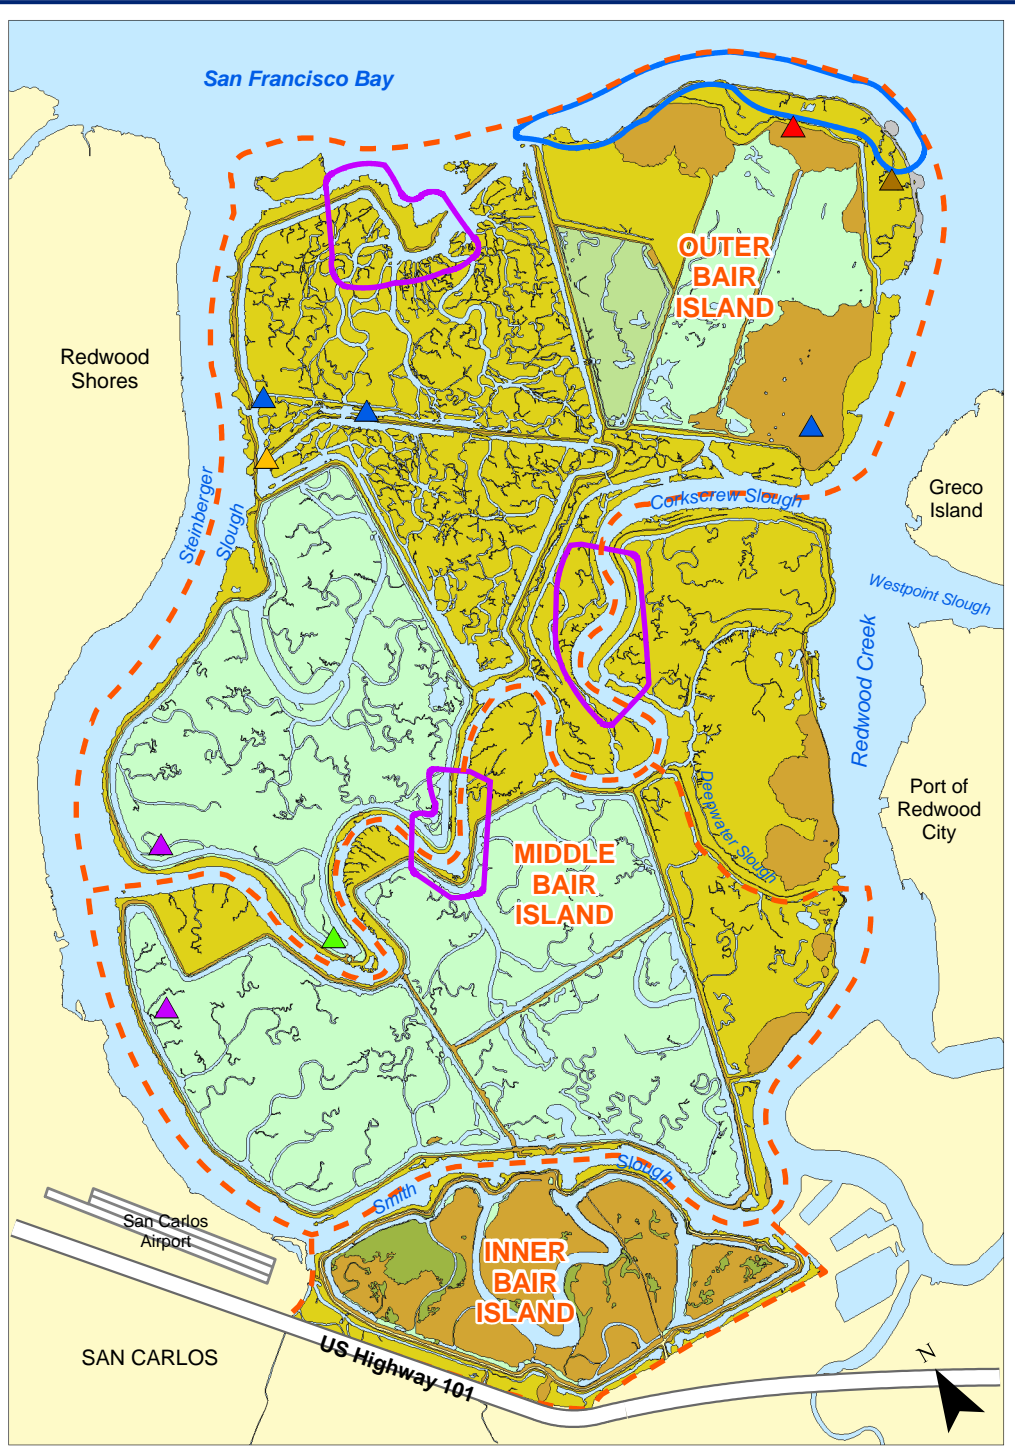 San Francisco Bay
OUTER
BAIR
ISLAND
Redwood
Shores
Greco
Island
Corkscrew Slough
Steinberger
Slough
Westpoint Slough
Redwood Creek
Deepwater Slough
Port of
Redwood
City
MIDDLE
BAIR
ISLAND
Smith
Slough
San Carlos
Airport
INNER
BAIR
ISLAND
SAN CARLOS
US Highway 101
N